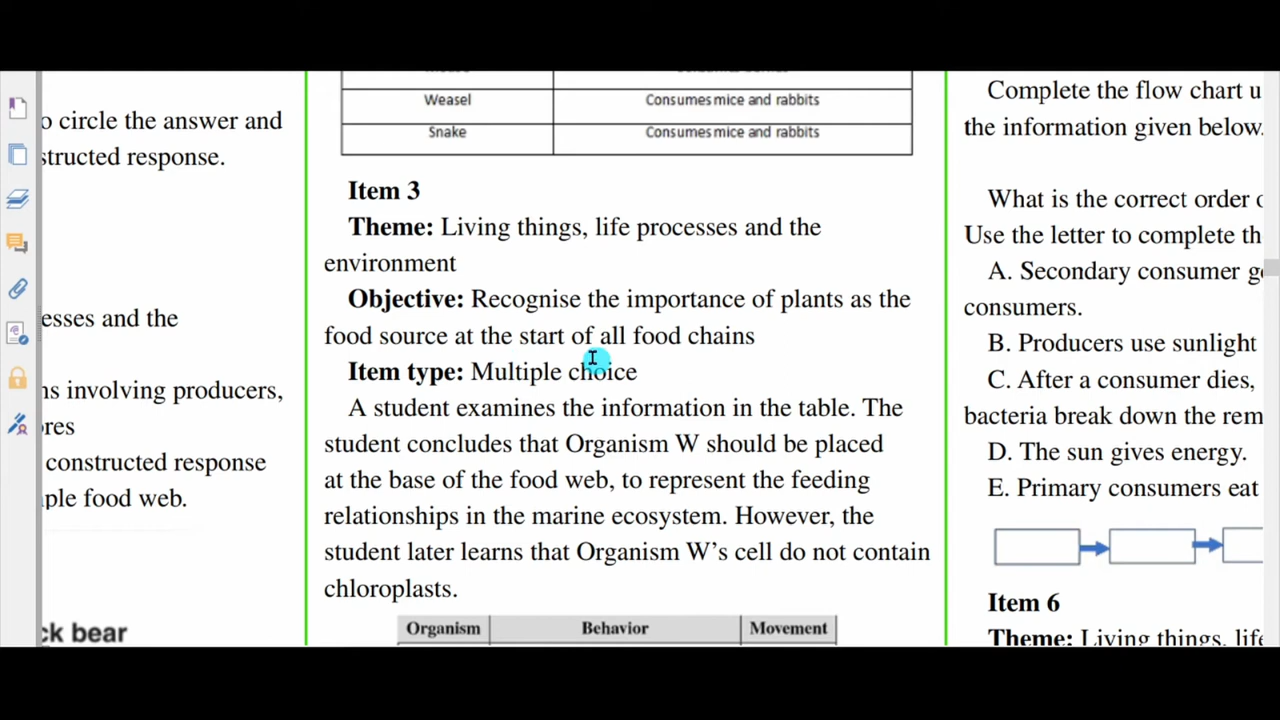 o circle the answer and
structed response.
esses and the
ns involving producers,
ores
constructed response
ple food web.
ck bear
Weasel Consumes mice and rabbits
Snake Consumes mice and rabbits
Item 3
Theme: Living things, life processes and the
environment
Objective: Recognise the importance of plants as the
food source at the start of all food chains
Item type: Multiple choice
A student examines the information in the table. The
student concludes that Organism W should be placed
at the base of the food web, to represent the feeding
relationships in the marine ecosystem. However, the
student later learns that Organism W’s cell do not contain
chloroplasts.
Organism Behavior Movement
Complete the flow chart u
the information given below.
What is the correct order o
Use the letter to complete th
A. Secondary consumer g
consumers.
B. Producers use sunlight
C. After a consumer dies,
bacteria break down the rem
D. The sun gives energy.
E. Primary consumers eat
Item 6
Theme: Living things, life